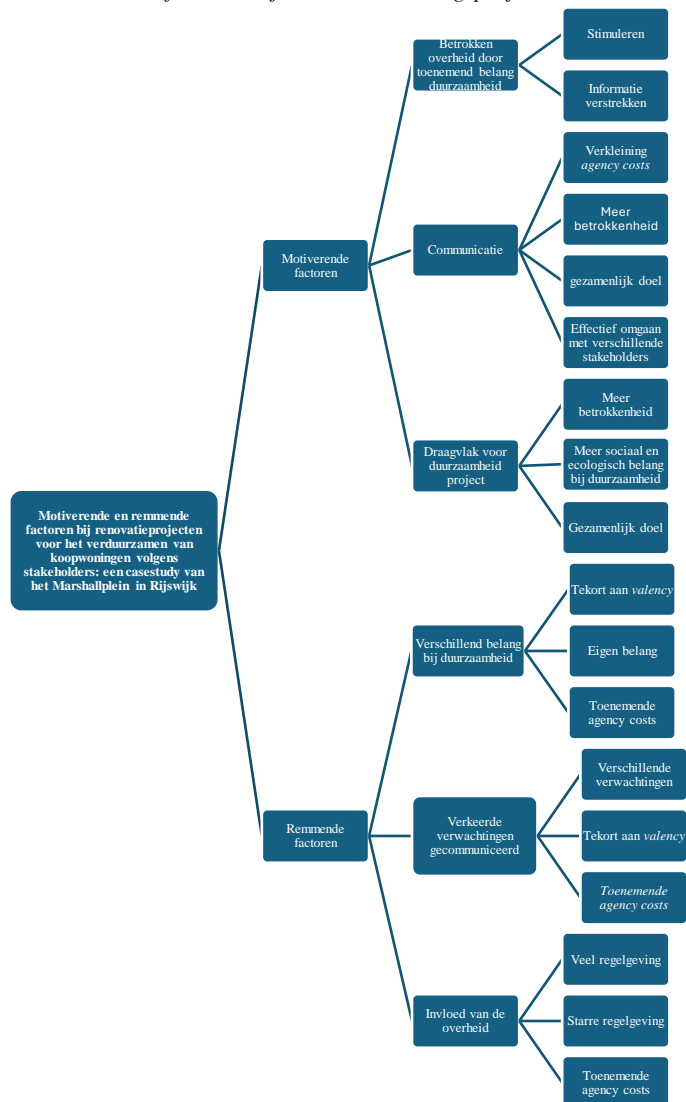 Betrokken
overheid door
toenemend belang
duurzaamheid
Stimuleren
Informatie
verstrekken
Motiverende
factoren
Communicatie
Verkleining
agency costs
Meer
betrokkenheid
gezamenlijk doel
Effectief omgaan
met verschillende
stakeholders
Draagvlak voor
duurzaamheid
project
Meer
betrokkenheid
Meer sociaal en
ecologisch belang
bij duurzaamheid
Gezamenlijk doel
Motiverende en remmende
factoren bij renovatieprojecten
voor het verduurzamen van
koopwoningen volgens
stakeholders: een casestudy van
het Marshallplein in Rijswijk
Verschillend belang
bij duurzaamheid
Tekort aan valency
Eigen belang
Toenemende
agency costs
Remmende
factoren
Verkeerde
verwachtingen
gecommuniceerd
Verschillende
verwachtingen
Tekort aan valency
Toenemende
agency costs
Invloed van de
overheid
Veel regelgeving
Starre regelgeving
Toenemende
agency costs